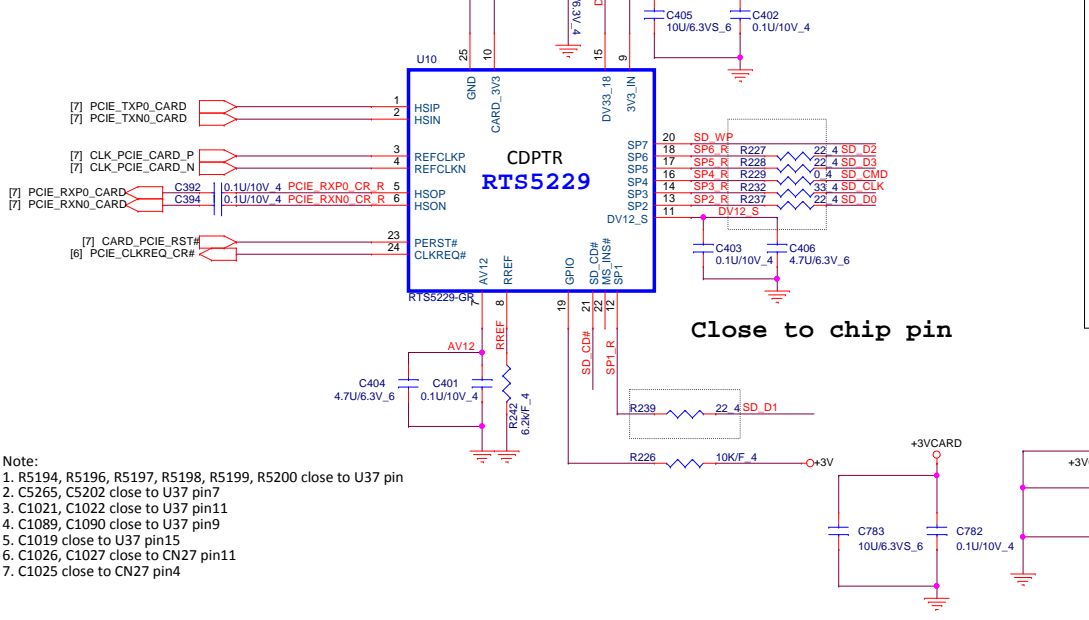 C405
10U/6.3VS_6
C402
0.1U/10V_4
6.3V_4
U10
25
10
15
9
GND
CARD_3V3
DV33_18
3V3_IN
[7] PCIE_TXP0_CARD
[7] PCIE_TXN0_CARD
1
2
HSIP
HSIN
[7] CLK_PCIE_CARD_P
[7] CLK_PCIE_CARD_N
3
4
REFCLKP
REFCLKN
[7] PCIE_RXP0_CARD
[7] PCIE_RXN0_CARD
C392 0.1U/10V_4 PCIE_RXP0_CR_R 5
C394 0.1U/10V_4 PCIE_RXN0_CR_R 6
HSOP
HSON
[7] CARD_PCIE_RST#
[6] PCIE_CLKREQ_CR#
23
24
PERST#
CLKREQ#
CDPTR
RTS5229
SP7 20 SD_WP
SP6 18 SP6_R R227 22_4 SD_D2
SP5 17 SP5_R R228 22_4 SD_D3
SP4 16 SP4_R R229 0_4 SD_CMD
SP3 14 SP3_R R232 33_4 SD_CLK
SP2 13 SP2_R R237 22_4 SD_D0
DV12_S 11 DV12_S
C403
0.1U/10V_4
C406
4.7U/6.3V_6
AV12
RREF
GPIO
SD_CD#
MS_INS#
SP1
RTS5229-GR
7
8
19
21
22
12
RREF
SD_CD#
SP1_R
Close to chip pin
AV12
C404
4.7U/6.3V_6
C401
0.1U/10V_4
R242
6.2k/F_4
R239 22_4 SD_D1
R226 10K/F_4 +3V
+3VCARD
+3V
C783
10U/6.3VS_6
C782
0.1U/10V_4
Note:
1. R5194, R5196, R5197, R5198, R5199, R5200 close to U37 pin
2. C5265, C5202 close to U37 pin7
3. C1021, C1022 close to U37 pin11
4. C1089, C1090 close to U37 pin9
5. C1019 close to U37 pin15
6. C1026, C1027 close to CN27 pin11
7. C1025 close to CN27 pin4